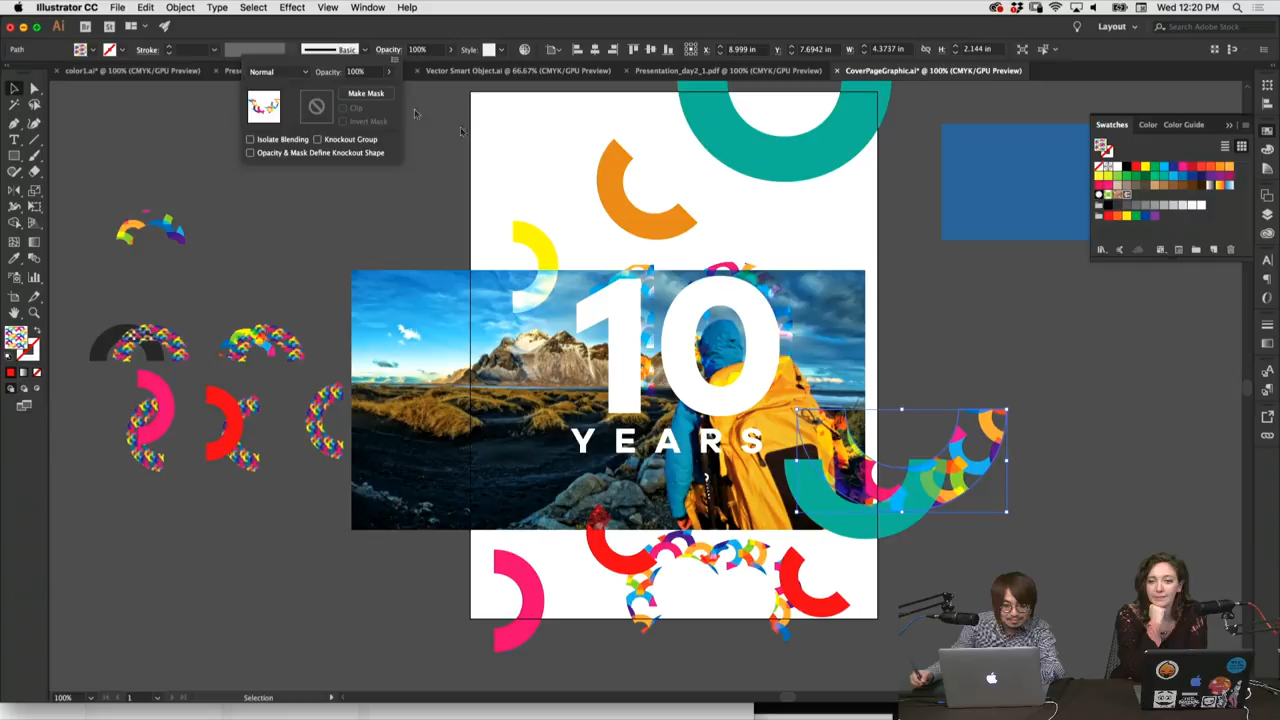 Illustrator CC File Edit Object Type Select Effect View Window Help
Wed 12:20 PM
Ai Br St
Layout
Search Adobe Stock
Path
Stroke:
Basic
Opacity: 100%
Style:
X: 8.999 in
Y: 7.6942 in
W: 4.3737 in
H: 2.144 in
color1.ai* @ 100% (CMYK/GPU Preview)
Prese
Vector Smart Object.ai @ 66.67% (CMYK/GPU Preview)
Presentation_day2_1.pdf @ 100% (CMYK/GPU Preview)
CoverPageGraphic.ai* @ 100% (CMYK/GPU Preview)
Normal
Opacity: 100%
Make Mask
Clip
Invert Mask
Isolate Blending
Knockout Group
Opacity & Mask Define Knockout Shape
Swatches Color Color Guide
10
YEARS
100%
1
Selection